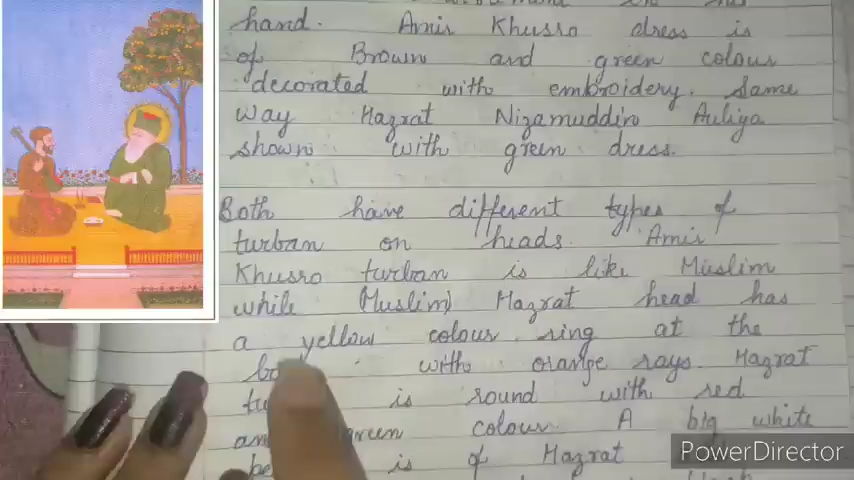 hand. Amir Khusro dress is
of Brown and green colour
decorated with embroidery. Same
way Hazrat Nizamuddin Auliya
shown with green dress.
Both have different types of
turban on heads. Amir
Khusro turban is like Muslim
while (Muslim) Hazrat head has
a yellow colour ring at the
with orange rays. Hazrat
is round with red
green colour. A big white
is of Hazrat
PowerDirector